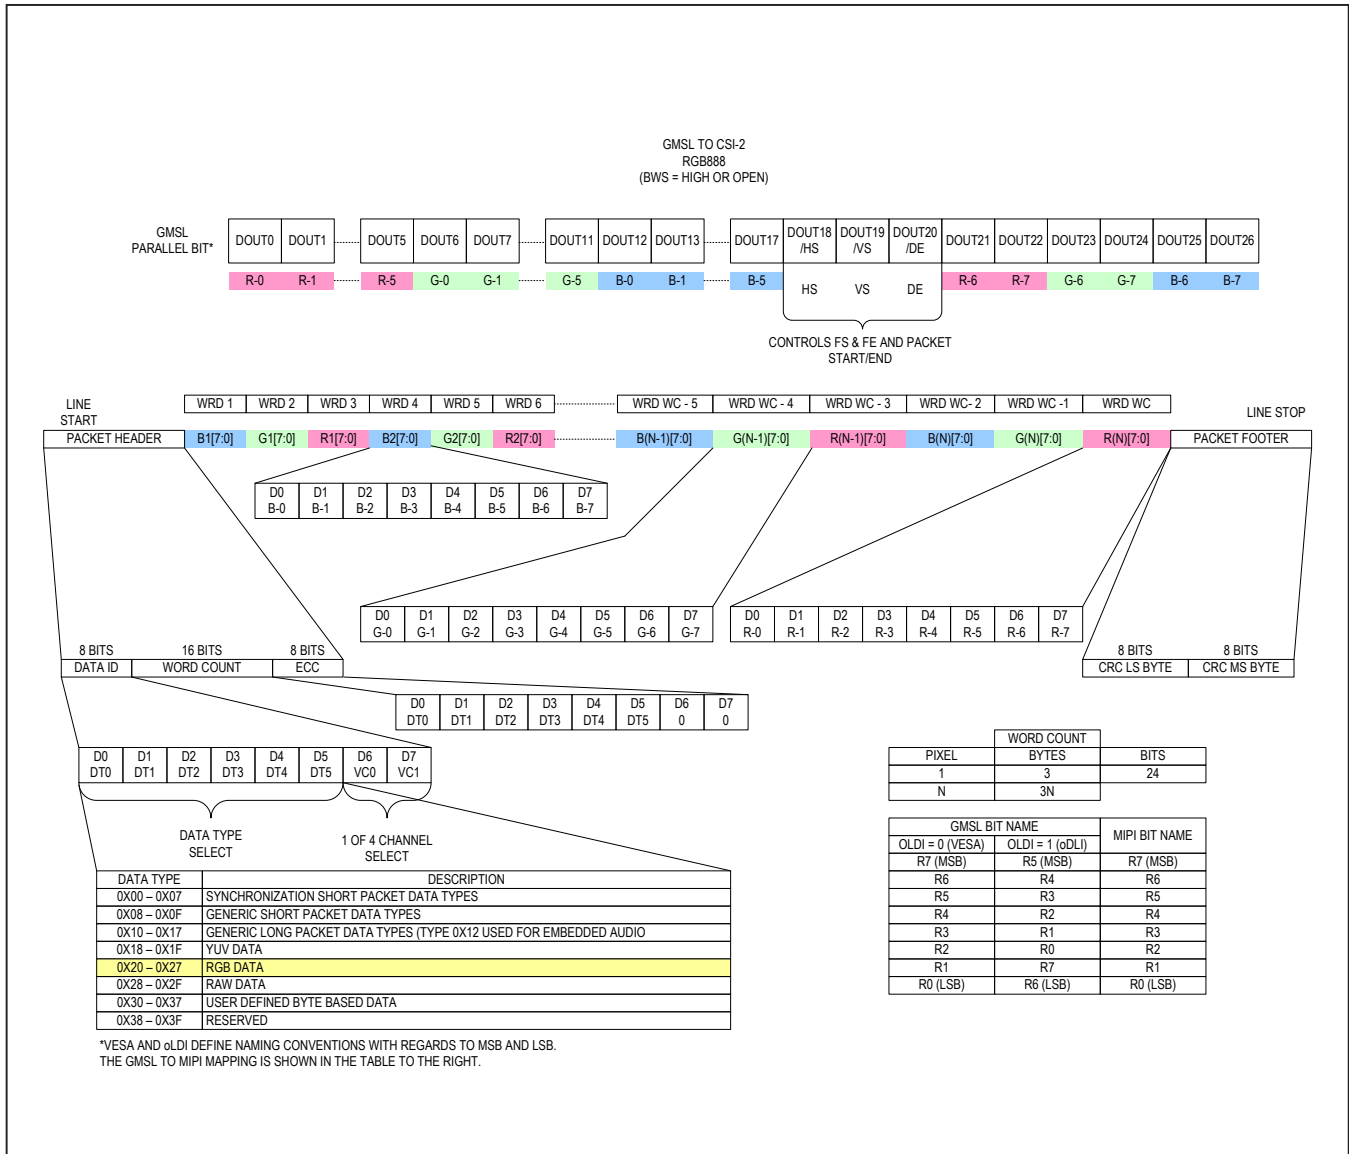 GMSL TO CSI-2
RGB888
(BWS = HIGH OR OPEN)
GMSL
PARALLEL BIT*
DOUT0 DOUT1 DOUT5 DOUT6 DOUT7 DOUT11 DOUT12 DOUT13 DOUT17 DOUT18 /HS DOUT19 /VS DOUT20 /DE DOUT21 DOUT22 DOUT23 DOUT24 DOUT25 DOUT26
R-0 R-1 R-5 G-0 G-1 G-5 B-0 B-1 B-5 HS VS DE R-6 R-7 G-6 G-7 B-6 B-7
CONTROLS FS & FE AND PACKET
START/END
LINE
START
WRD 1 WRD 2 WRD 3 WRD 4 WRD 5 WRD 6 WRD WC - 5 WRD WC - 4 WRD WC - 3 WRD WC- 2 WRD WC -1 WRD WC
LINE STOP
PACKET HEADER B1[7:0] G1[7:0] R1[7:0] B2[7:0] G2[7:0] R2[7:0] B(N-1)[7:0] G(N-1)[7:0] R(N-1)[7:0] B(N)[7:0] G(N)[7:0] R(N)[7:0] PACKET FOOTER
D0 D1 D2 D3 D4 D5 D6 D7
B-0 B-1 B-2 B-3 B-4 B-5 B-6 B-7
D0 D1 D2 D3 D4 D5 D6 D7
G-0 G-1 G-2 G-3 G-4 G-5 G-6 G-7
D0 D1 D2 D3 D4 D5 D6 D7
R-0 R-1 R-2 R-3 R-4 R-5 R-6 R-7
8 BITS 16 BITS 8 BITS
DATA ID WORD COUNT ECC
8 BITS 8 BITS
CRC LS BYTE CRC MS BYTE
D0 D1 D2 D3 D4 D5 D6 D7
DT0 DT1 DT2 DT3 DT4 DT5 0 0
D0 D1 D2 D3 D4 D5 D6 D7
DT0 DT1 DT2 DT3 DT4 DT5 VC0 VC1
DATA TYPE
SELECT
1 OF 4 CHANNEL
SELECT
WORD COUNT
PIXEL BYTES BITS
1 3 24
N 3N
GMSL BIT NAME MIPI BIT NAME
OLDI = 0 (VESA) OLDI = 1 (oDLI)
R7 (MSB) R5 (MSB) R7 (MSB)
R6 R4 R6
R5 R3 R5
R4 R2 R4
R3 R1 R3
R2 R0 R2
R1 R7 R1
R0 (LSB) R6 (LSB) R0 (LSB)
DATA TYPE DESCRIPTION
0X00 – 0X07 SYNCHRONIZATION SHORT PACKET DATA TYPES
0X08 – 0X0F GENERIC SHORT PACKET DATA TYPES
0X10 – 0X17 GENERIC LONG PACKET DATA TYPES (TYPE 0X12 USED FOR EMBEDDED AUDIO
0X18 – 0X1F YUV DATA
0X20 – 0X27 RGB DATA
0X28 – 0X2F RAW DATA
0X30 – 0X37 USER DEFINED BYTE BASED DATA
0X38 – 0X3F RESERVED
*VESA AND oLDI DEFINE NAMING CONVENTIONS WITH REGARDS TO MSB AND LSB.
THE GMSL TO MIPI MAPPING IS SHOWN IN THE TABLE TO THE RIGHT.